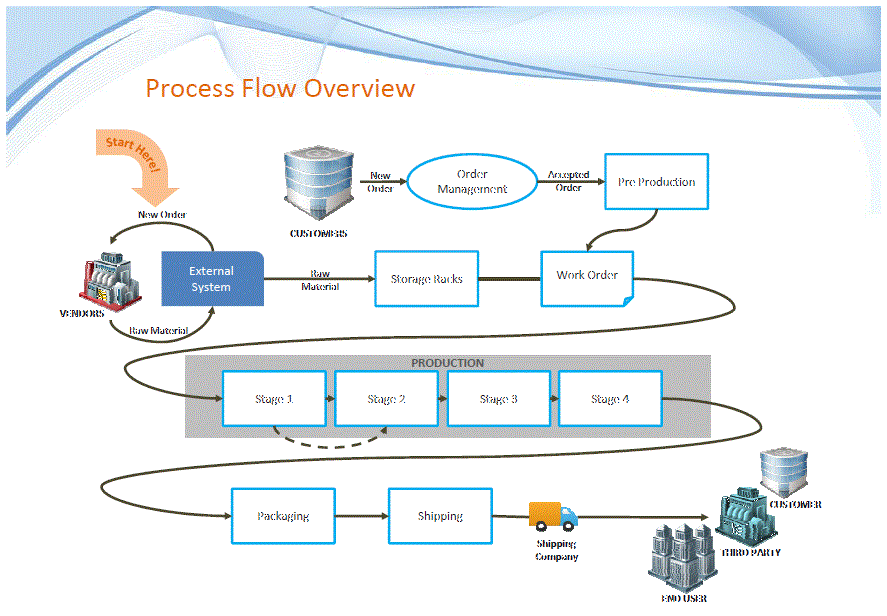 Process Flow Overview
Start Here!
New Order
CUSTOMERS
New
Order
Order
Management
Accepted
Order
Pre Production
VENDORS
External
System
Raw Material
Raw
Material
Storage Racks
Work Order
PRODUCTION
Stage 1
Stage 2
Stage 3
Stage 4
Packaging
Shipping
Shipping
Company
CUSTOMER
THIRD PARTY
END USER